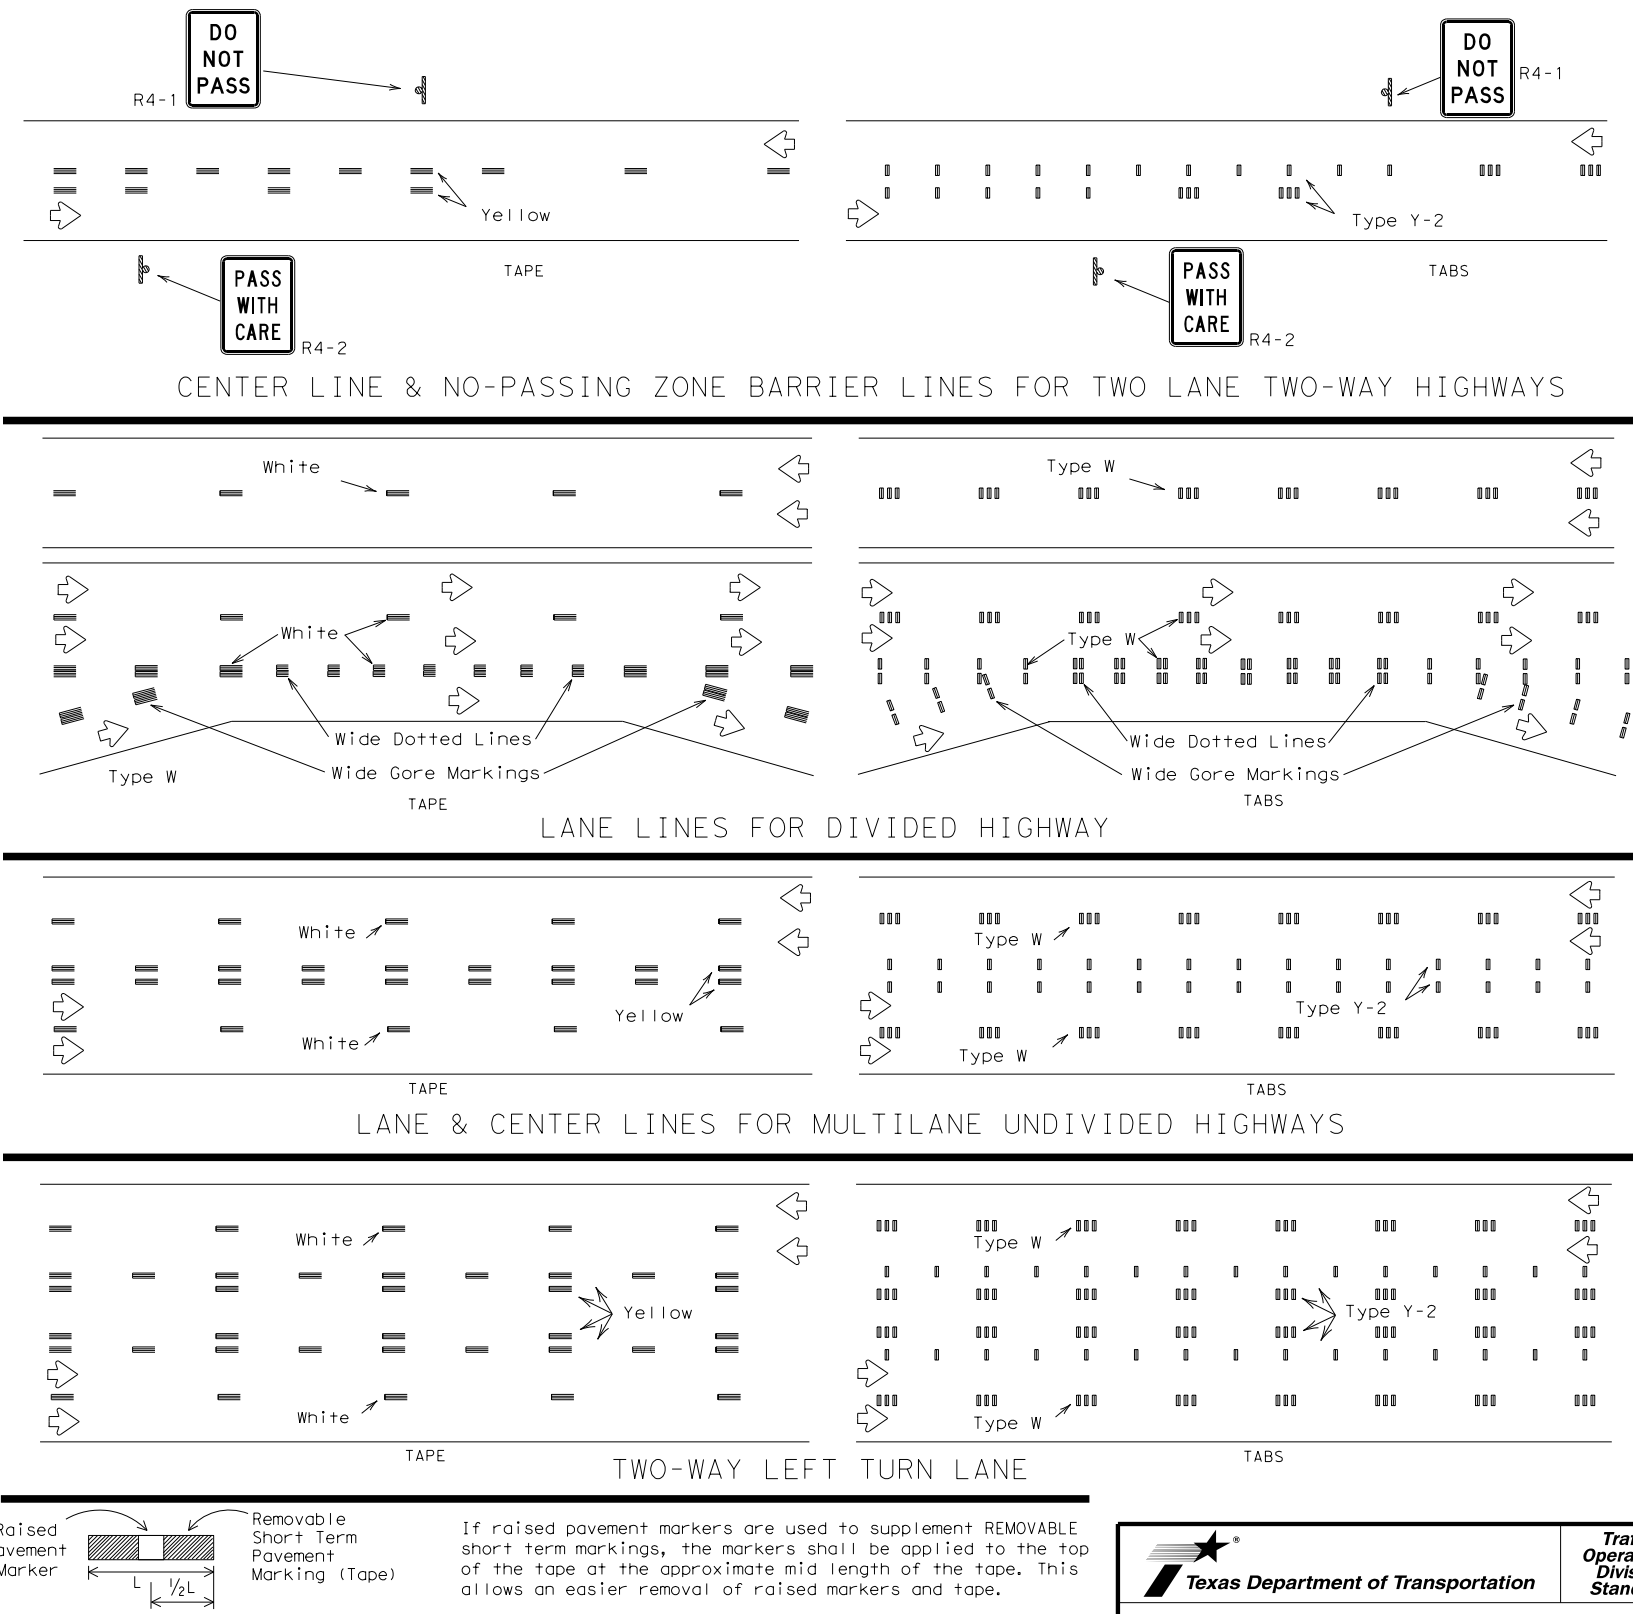 DO
NOT
PASS
R4-1
DO
NOT
PASS
R4-1
Yellow
Type Y-2
TAPE
TABS
PASS
WITH
CARE
R4-2
PASS
WITH
CARE
R4-2
CENTER LINE & NO-PASSING ZONE BARRIER LINES FOR TWO LANE TWO-WAY HIGHWAYS
White
Type W
White
Type W
Wide Dotted Lines
Wide Dotted Lines
Type W
Wide Gore Markings
Wide Gore Markings
TAPE
TABS
LANE LINES FOR DIVIDED HIGHWAY
White
Type W
Yellow
Type Y-2
White
Type W
TAPE
TABS
LANE & CENTER LINES FOR MULTILANE UNDIVIDED HIGHWAYS
White
Type W
Yellow
Type Y-2
White
Type W
TAPE
TABS
TWO-WAY LEFT TURN LANE
Raised
Marker
L
1/2L
Removable
Short Term
Pavement
Marking (Tape)
If raised pavement markers are used to supplement REMOVABLE
short term markings, the markers shall be applied to the top
of the tape at the approximate mid length of the tape. This
allows an easier removal of raised markers and tape.
®
Texas Department of Transportation